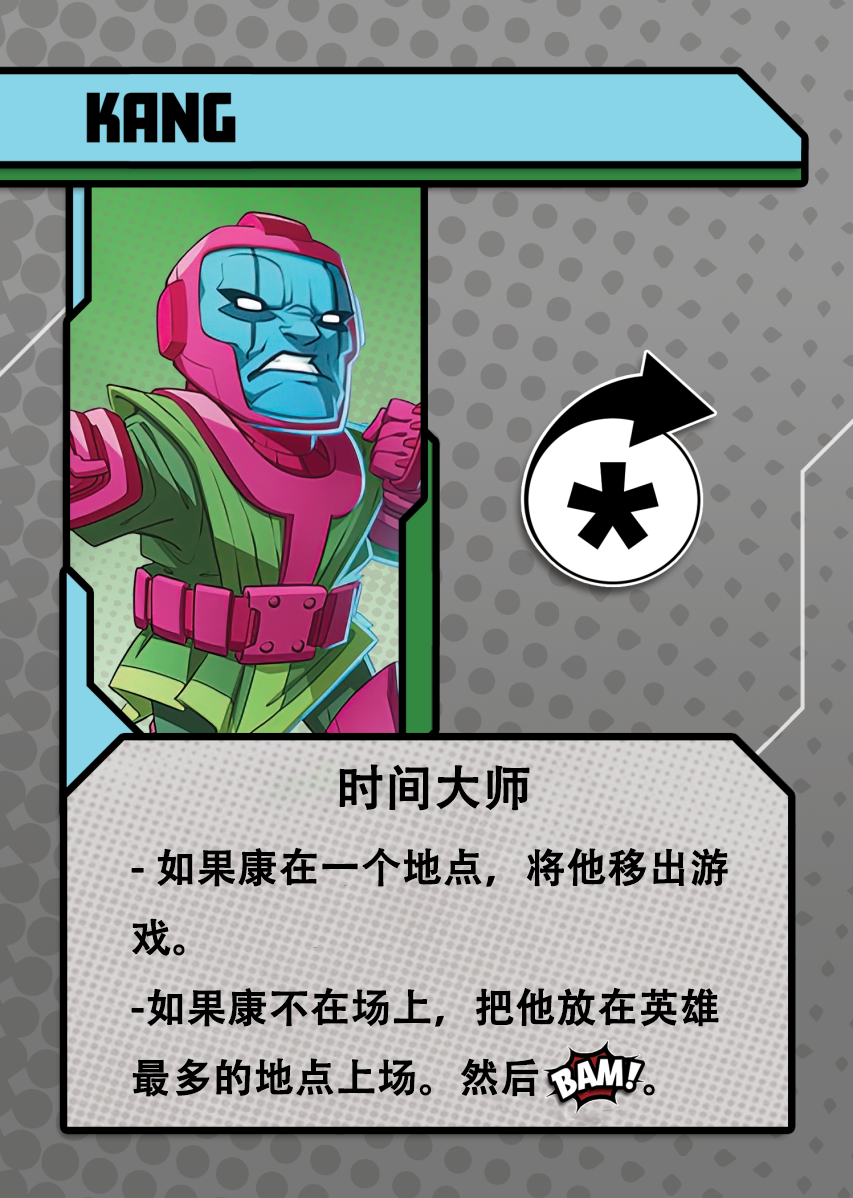 KANG
*
时间大师
- 如果康在一个地点，将他移出游
戏。
-如果康不在场上，把他放在英雄
最多的地点上场。然后BAM!。